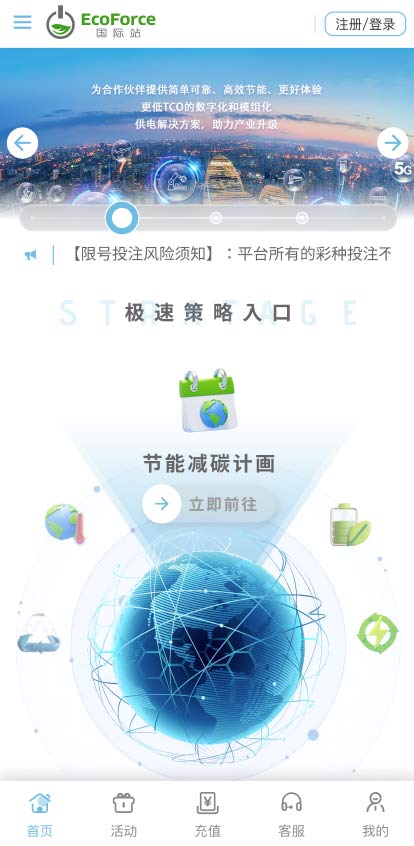 EcoForce
国际站
注册/登录
为合作伙伴提供简单可靠、高效节能、更好体验
更低TCO的数字化和模组化
供电解决方案，助力产业升级
5G
【限号投注风险须知】：平台所有的彩种投注不
STRATAGE
极速策略入口
节能减碳计画
立即前往
首页
活动
充值
客服
我的